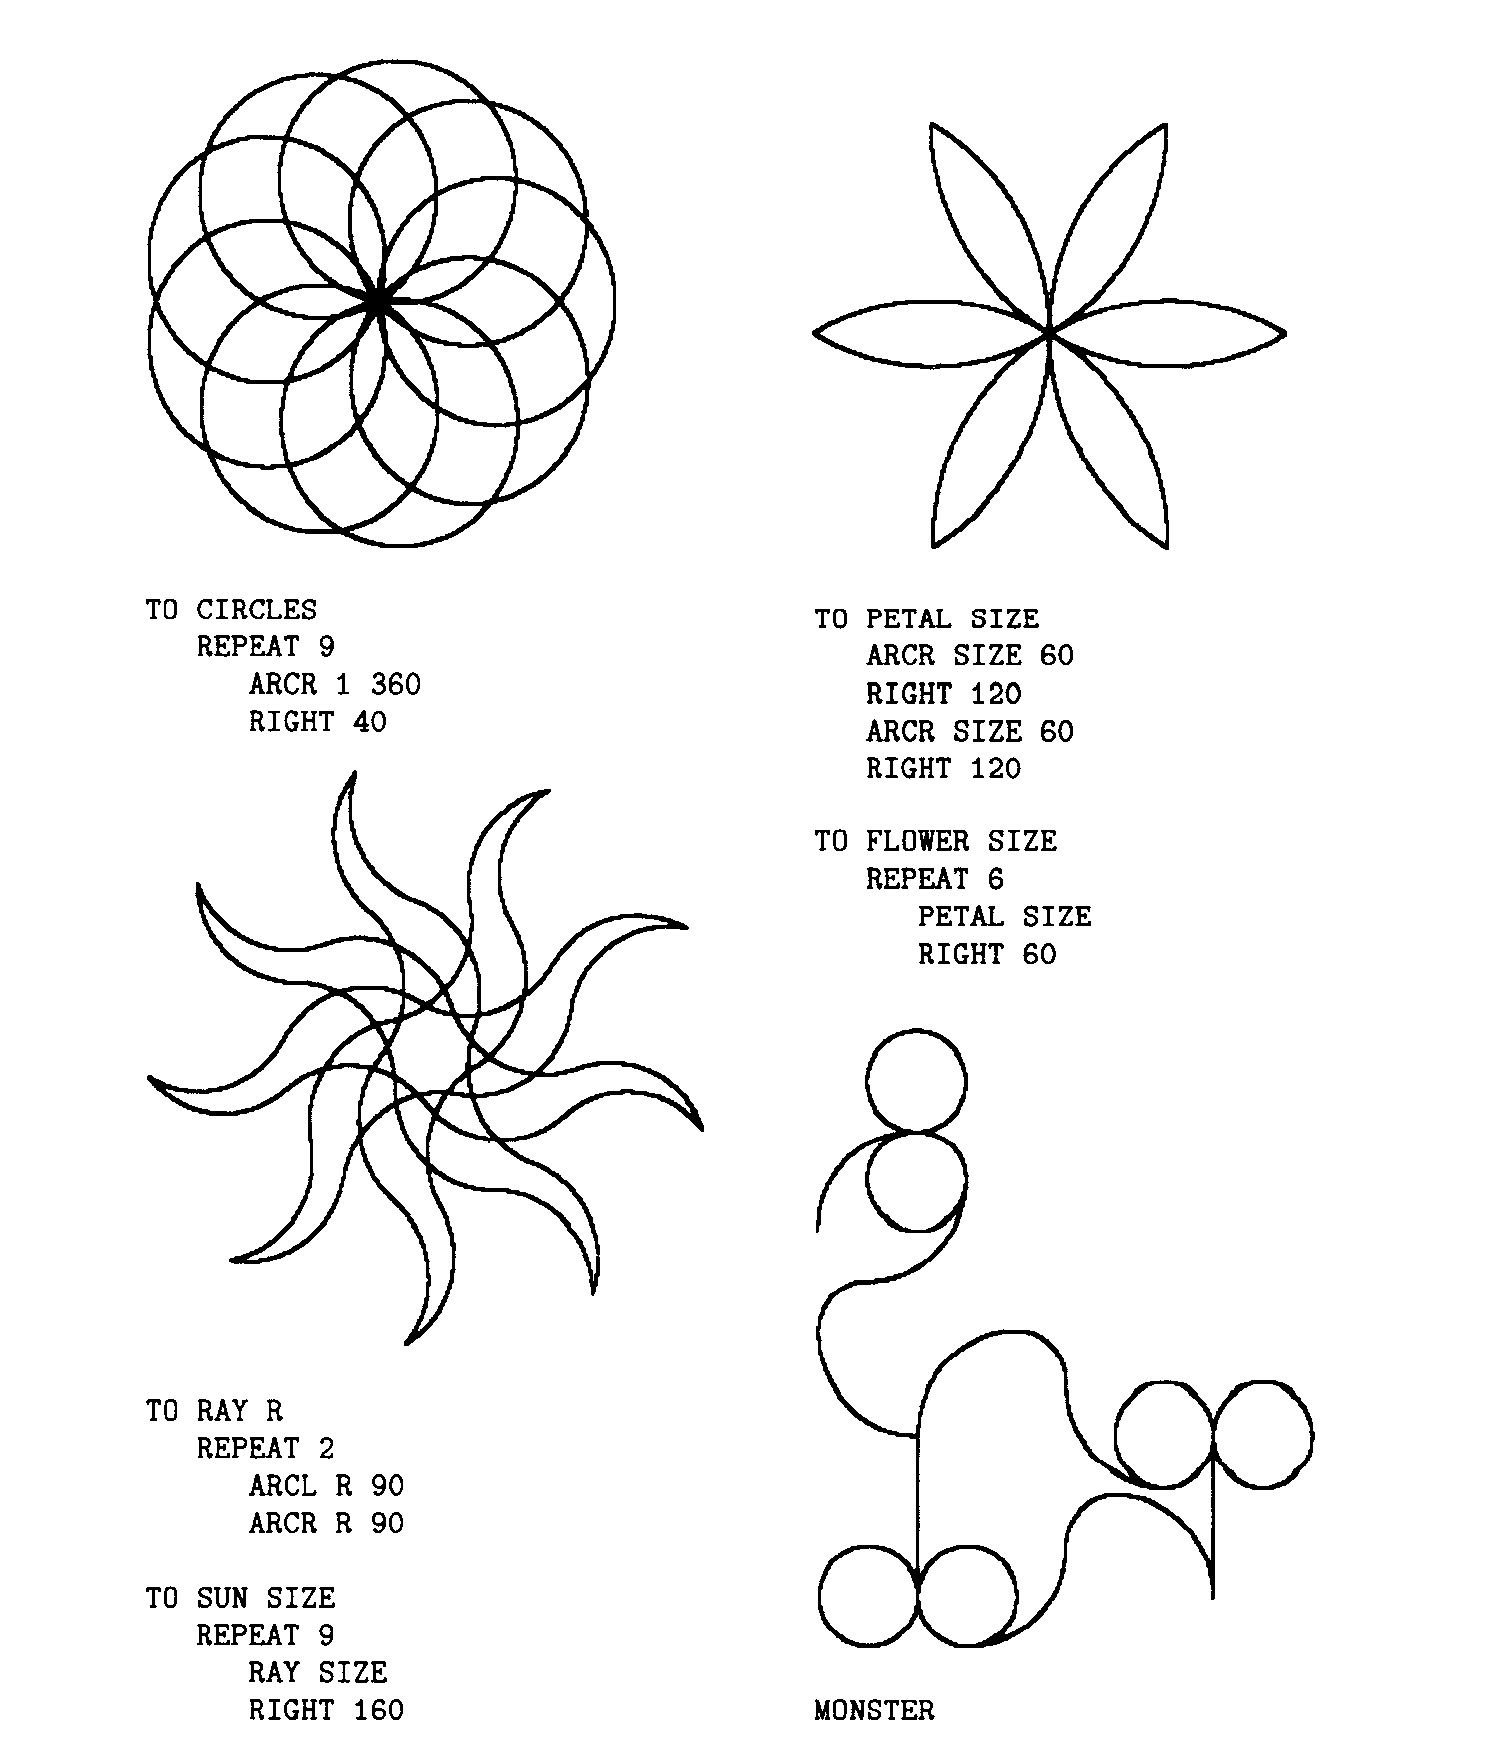 TO CIRCLES
REPEAT 9
ARCR 1 360
RIGHT 40
TO PETAL SIZE
ARCR SIZE 60
RIGHT 120
ARCR SIZE 60
RIGHT 120
TO FLOWER SIZE
REPEAT 6
PETAL SIZE
RIGHT 60
TO RAY R
REPEAT 2
ARCL R 90
ARCR R 90
TO SUN SIZE
REPEAT 9
RAY SIZE
RIGHT 160
MONSTER